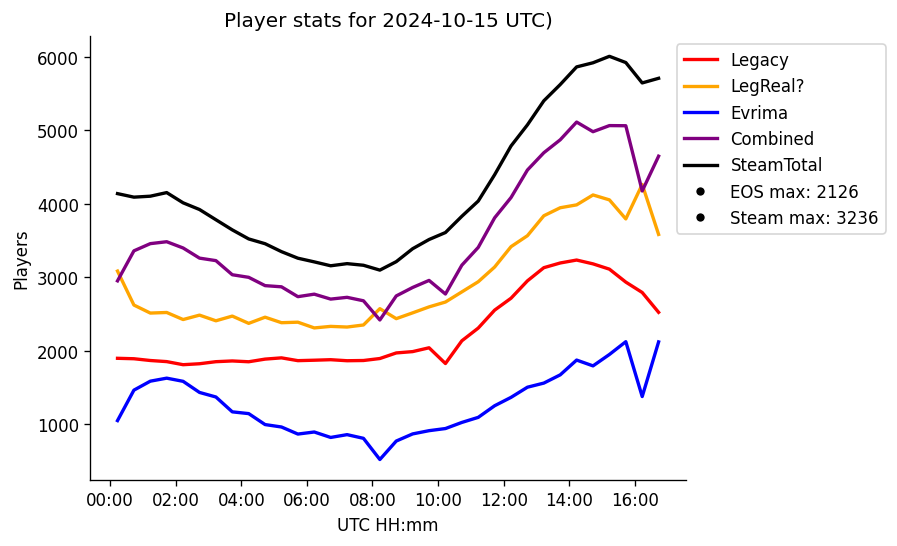 Player stats for 2024-10-15 UTC)
6000
5000
4000
3000
2000
1000
Players
00:00 02:00 04:00 06:00 08:00 10:00 12:00 14:00 16:00
UTC HH:mm
Legacy
LegReal?
Evrima
Combined
SteamTotal
EOS max: 2126
Steam max: 3236